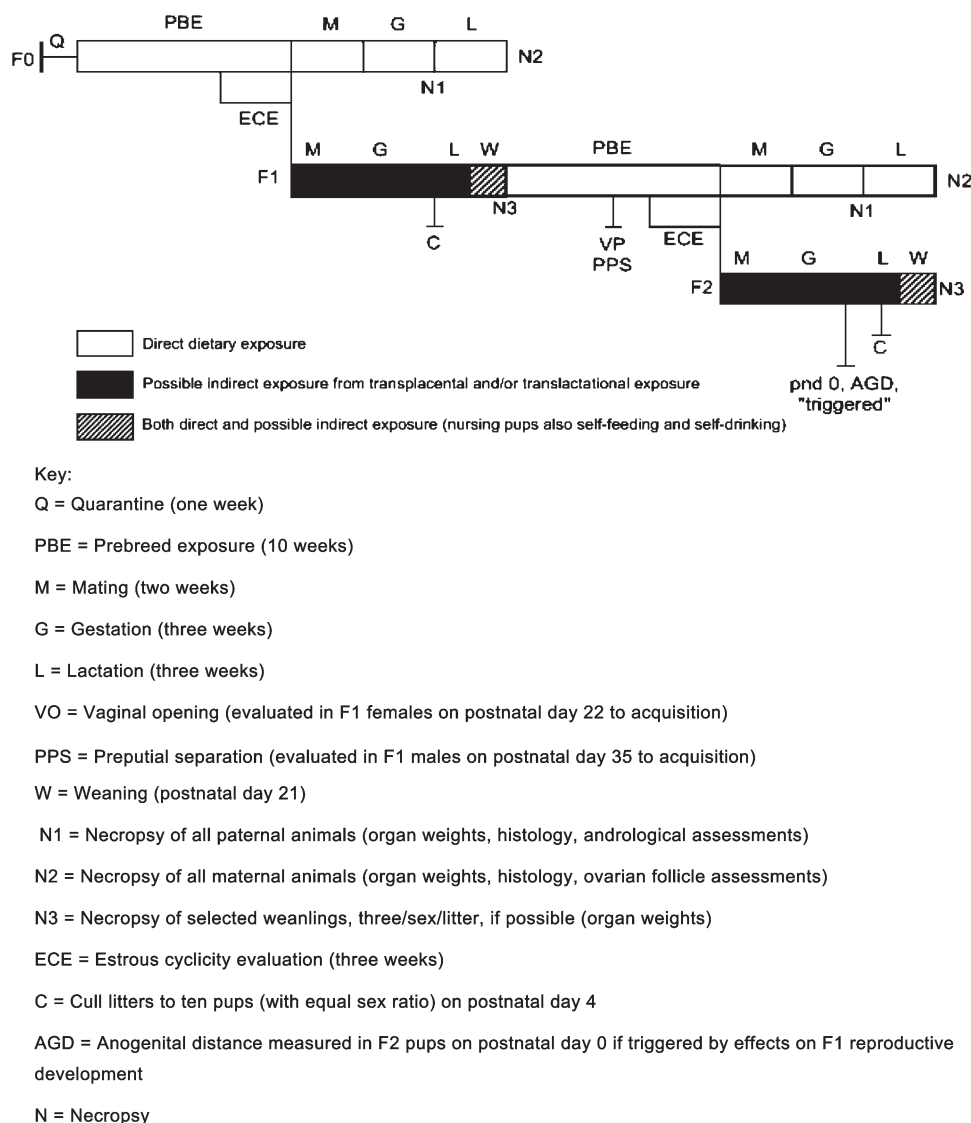 PBE M G L
Q
F0 N2
N1
ECE
M G L W PBE M G L
F1 N2
N3 N1
C VP ECE
PPS
M G L W
F2 N3
C
Direct dietary exposure
Possible indirect exposure from transplacental and/or translactational exposure
pnd 0, AGD,
"triggered"
Both direct and possible indirect exposure (nursing pups also self-feeding and self-drinking)
Key:
Q = Quarantine (one week)
PBE = Prebreed exposure (10 weeks)
M = Mating (two weeks)
G = Gestation (three weeks)
L = Lactation (three weeks)
VO = Vaginal opening (evaluated in F1 females on postnatal day 22 to acquisition)
PPS = Preputial separation (evaluated in F1 males on postnatal day 35 to acquisition)
W = Weaning (postnatal day 21)
N1 = Necropsy of all paternal animals (organ weights, histology, andrological assessments)
N2 = Necropsy of all maternal animals (organ weights, histology, ovarian follicle assessments)
N3 = Necropsy of selected weanlings, three/sex/litter, if possible (organ weights)
ECE = Estrous cyclicity evaluation (three weeks)
C = Cull litters to ten pups (with equal sex ratio) on postnatal day 4
AGD = Anogenital distance measured in F2 pups on postnatal day 0 if triggered by effects on F1 reproductive
development
N = Necropsy